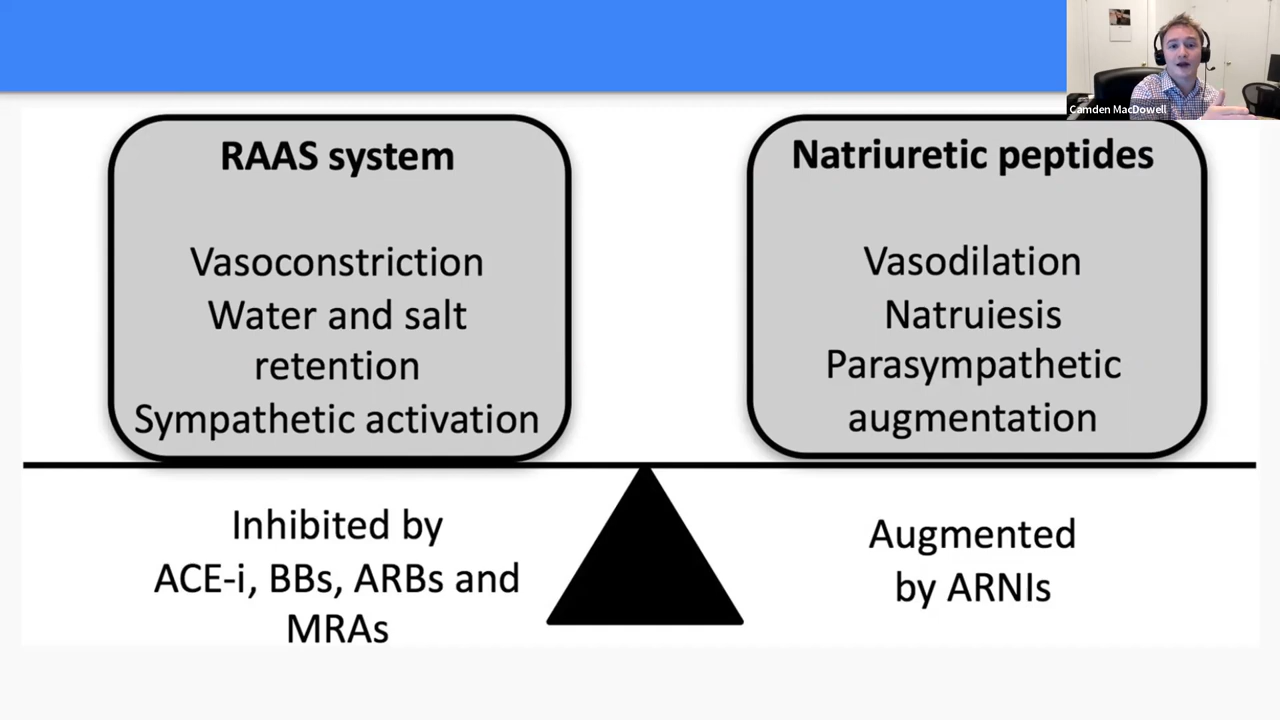 Camden MacDowell
RAAS system
Vasoconstriction
Water and salt
retention
Sympathetic activation
Natriuretic peptides
Vasodilation
Natruiesis
Parasympathetic
augmentation
Inhibited by
ACE-i, BBs, ARBs and
MRAs
Augmented
by ARNIs